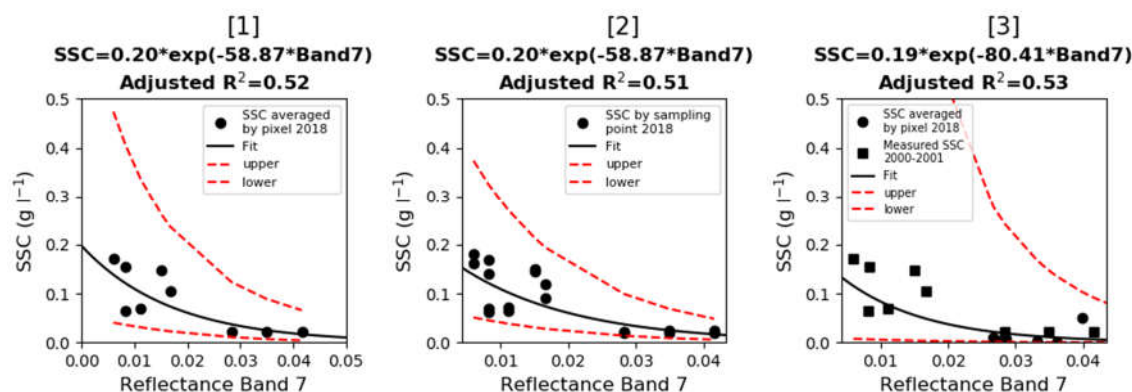 [1]
SSC=0.20*exp(-58.87*Band7)
Adjusted R²=0.52
0.5
0.4
0.3
0.2
0.1
0.0
SSC (g l⁻¹)
SSC averaged
by pixel 2018
Fit
upper
lower
0.00 0.01 0.02 0.03 0.04 0.05
Reflectance Band 7
[2]
SSC=0.20*exp(-58.87*Band7)
Adjusted R²=0.51
0.5
0.4
0.3
0.2
0.1
0.0
SSC (g l⁻¹)
SSC by sampling
point 2018
Fit
upper
lower
0.01 0.02 0.03 0.04
Reflectance Band 7
[3]
SSC=0.19*exp(-80.41*Band7)
Adjusted R²=0.53
0.5
0.4
0.3
0.2
0.1
0.0
SSC (g l⁻¹)
SSC averaged
by pixel 2018
Measured SSC
2000-2001
Fit
upper
lower
0.01 0.02 0.03 0.04
Reflectance Band 7